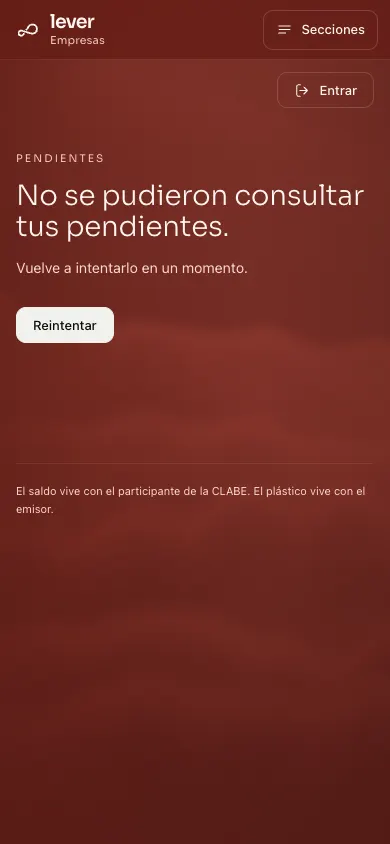 lever
Empresas
Secciones
Entrar
PENDIENTES
No se pudieron consultar
tus pendientes.
Vuelve a intentarlo en un momento.
Reintentar
El saldo vive con el participante de la CLABE. El plástico vive con el
emisor.